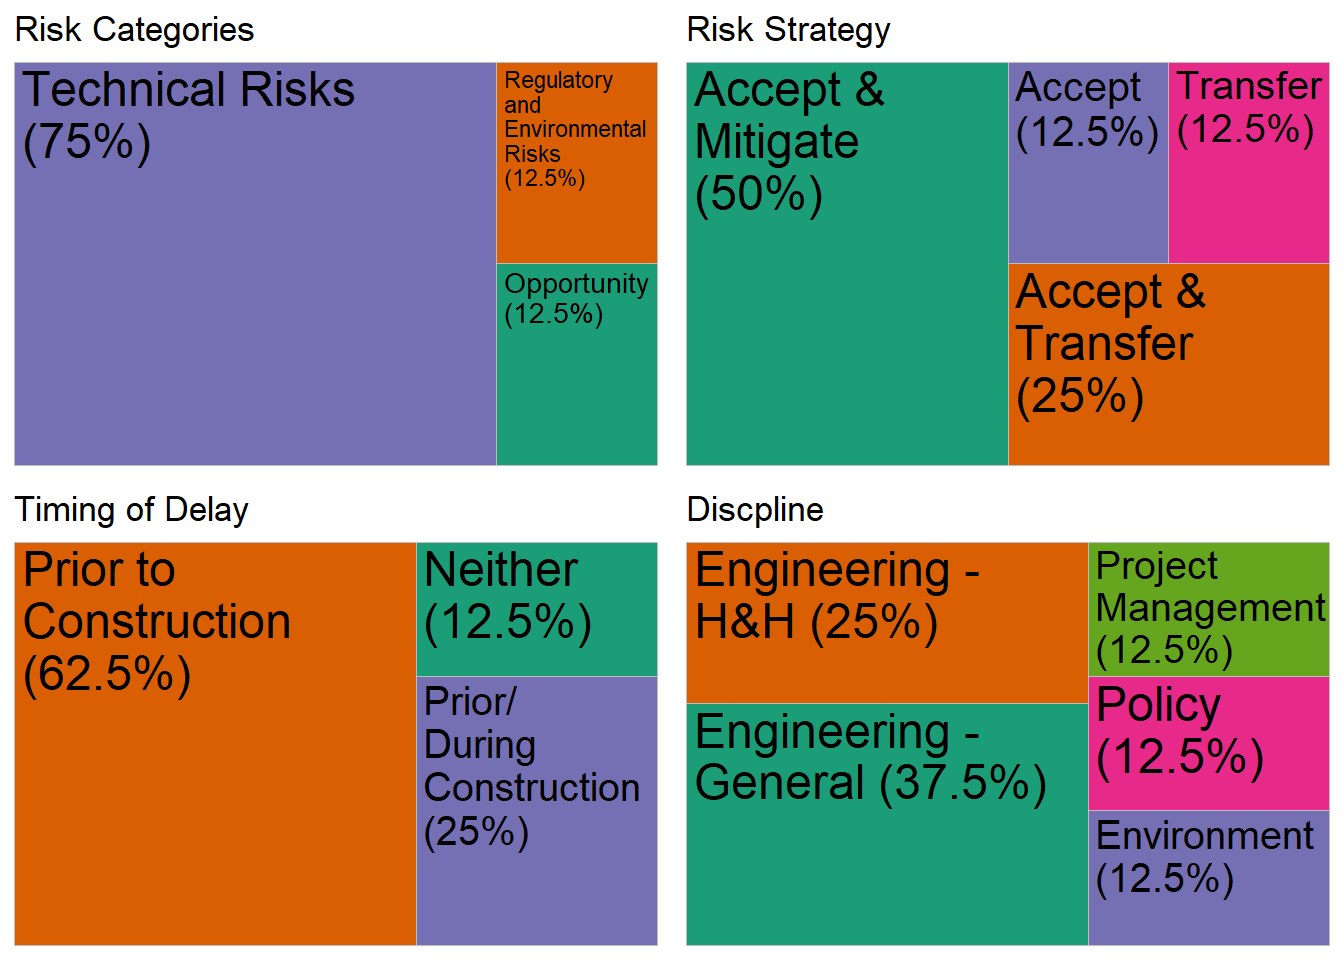 Risk Categories
Technical Risks
(75%)
Regulatory
and
Environmental
Risks
(12.5%)
Opportunity
(12.5%)
Risk Strategy
Accept &
Mitigate
(50%)
Accept
(12.5%)
Transfer
(12.5%)
Accept &
Transfer
(25%)
Timing of Delay
Prior to
Construction
(62.5%)
Neither
(12.5%)
Prior/
During
Construction
(25%)
Discpline
Engineering -
H&H (25%)
Engineering -
General (37.5%)
Project
Management
(12.5%)
Policy
(12.5%)
Environment
(12.5%)